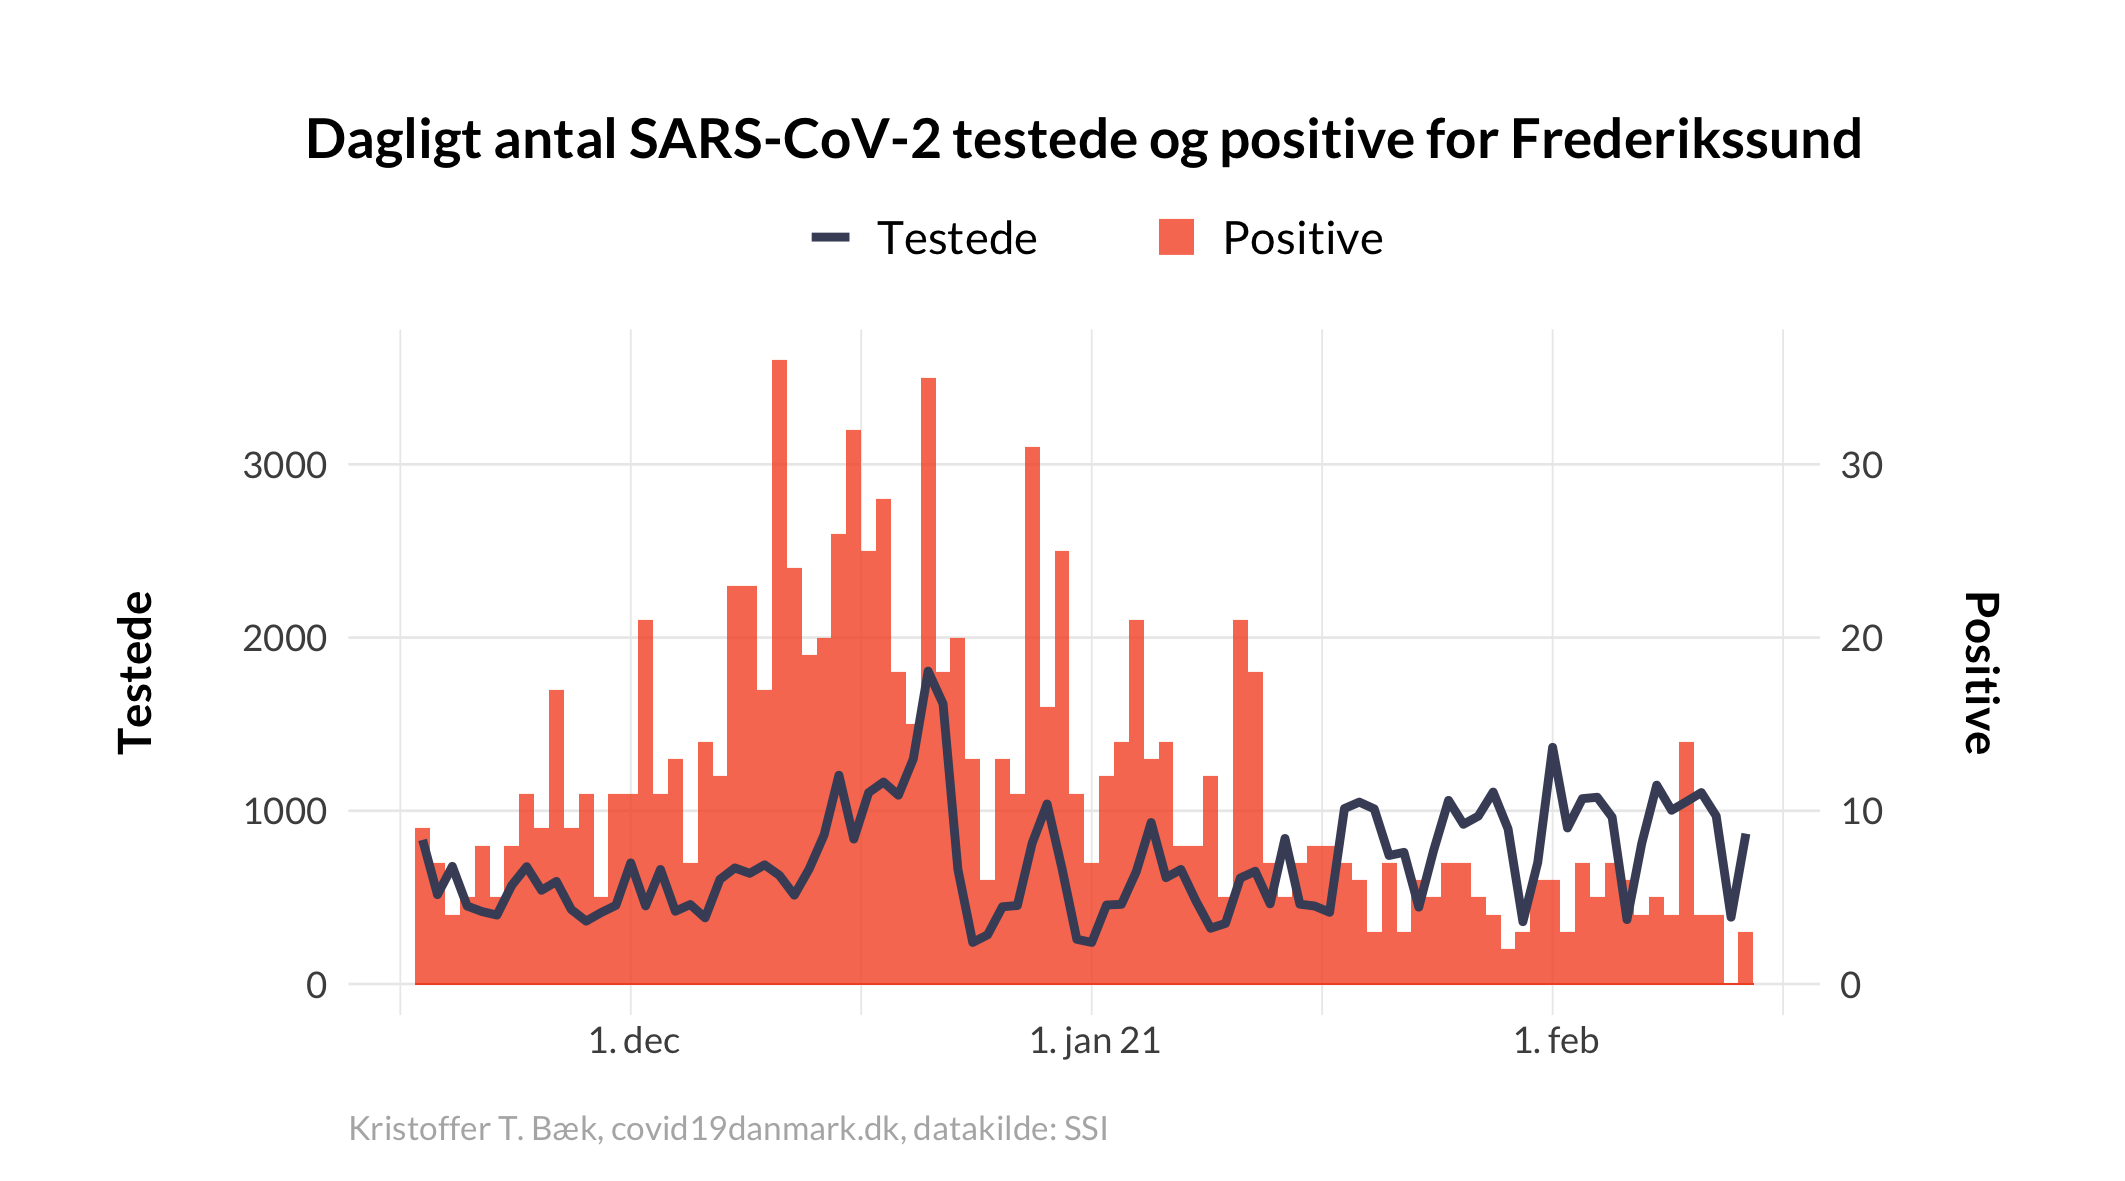 Dagligt antal SARS-CoV-2 testede og positive for Frederikssund
Testede
Positive
3000
2000
1000
0
Testede
30
20
10
0
Positive
1. dec
1. jan 21
1. feb
Kristoffer T. Bæk, covid19danmark.dk, datakilde: SSI